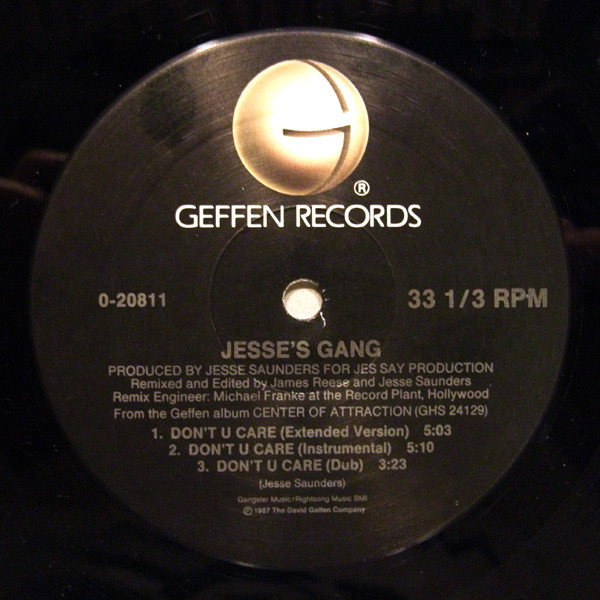 ®
GEFFEN RECORDS
0-20811
33 1/3 RPM
JESSE'S GANG
PRODUCED BY JESSE SAUNDERS FOR JES SAY PRODUCTION
Remixed and Edited by James Reese and Jesse Saunders
Remix Engineer: Michael Franke at the Record Plant, Hollywood
From the Geffen album CENTER OF ATTRACTION (GHS 24129)
1. DON'T U CARE (Extended Version) 5:03
2. DON'T U CARE (Instrumental) 5:10
3. DON'T U CARE (Dub) 3:23
(Jesse Saunders)
Gangster Music/Rightsong Music BMI
℗ 1987 The David Geffen Company